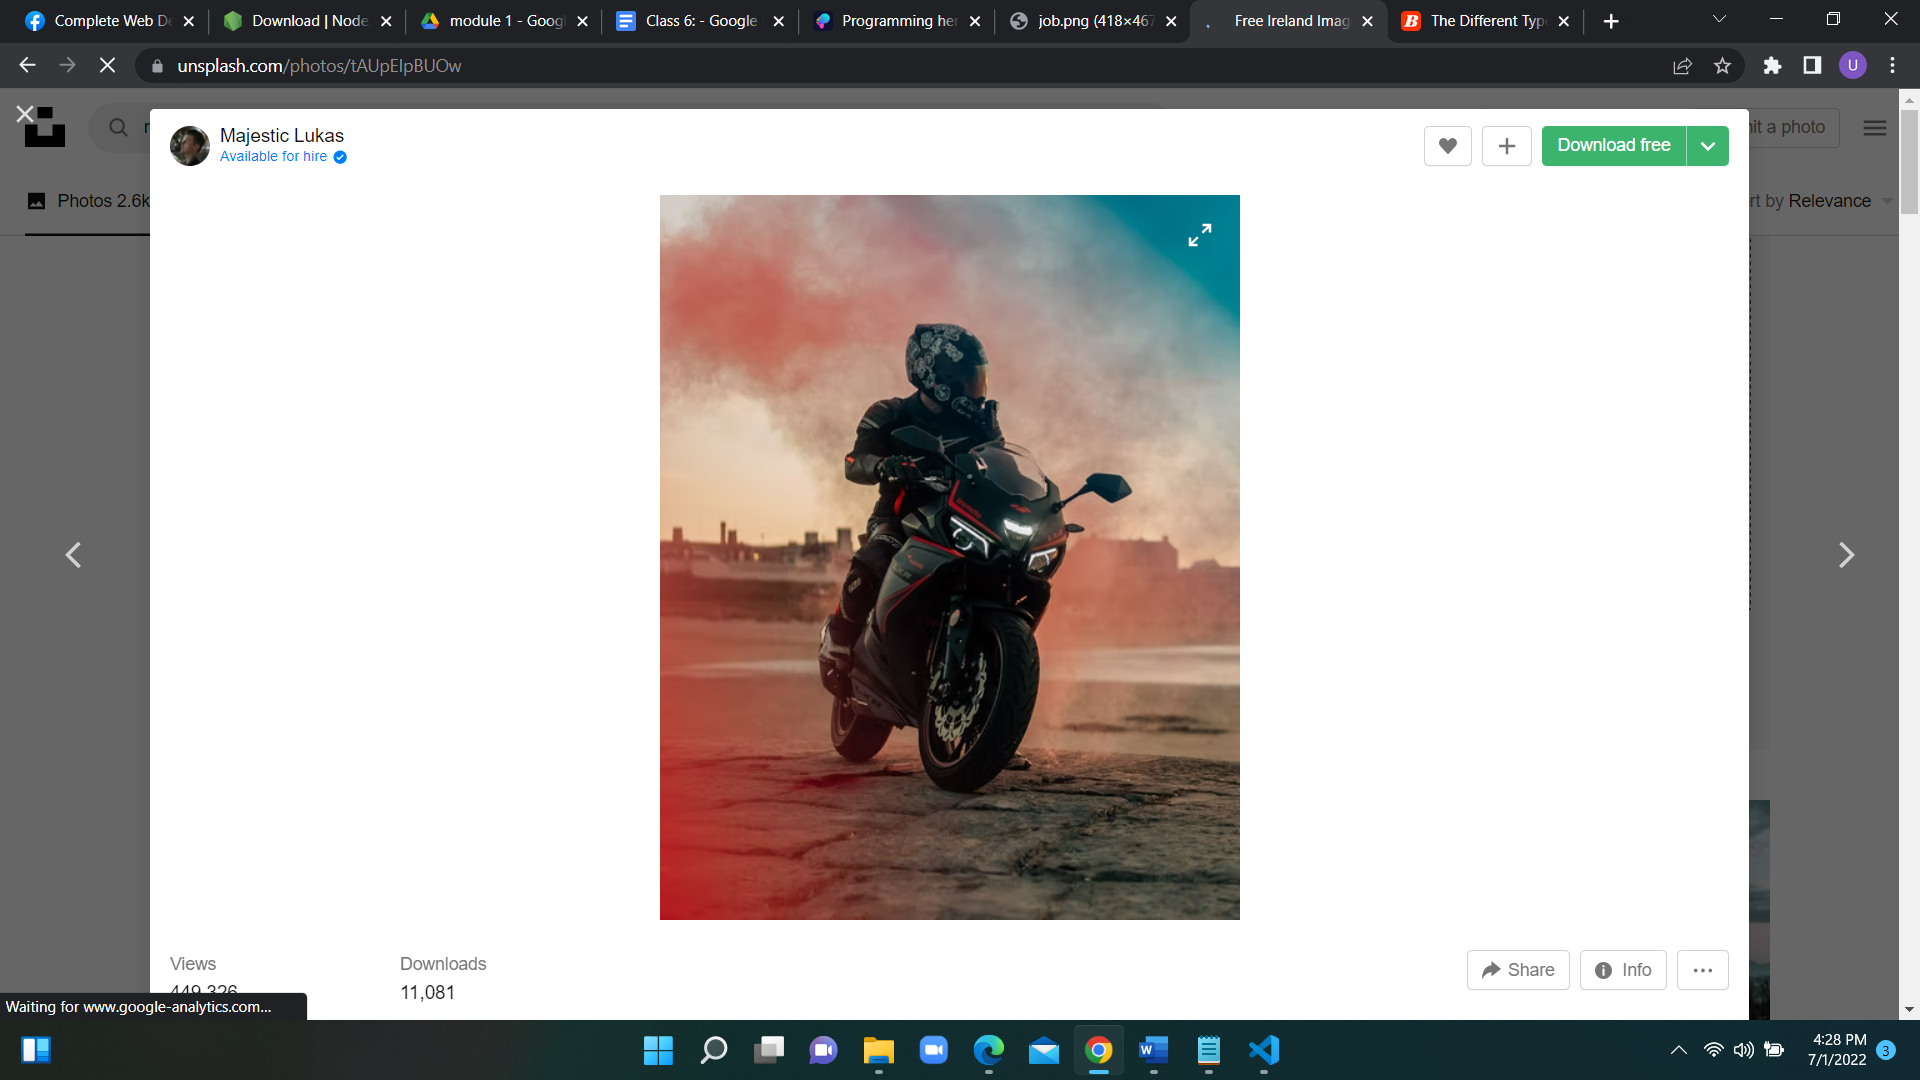 Complete Web De
Download | Node
module 1 - Googl
Class 6: - Google
Programming her
job.png (418×467
Free Ireland Imag
The Different Type
unsplash.com/photos/tAUpEIpBUOw
U
Majestic Lukas
Available for hire
Download free
it a photo
Photos 2.6k
rt by Relevance
Views
Downloads
449,326
11,081
Share
Info
Waiting for www.google-analytics.com...
4:28 PM
7/1/2022
3